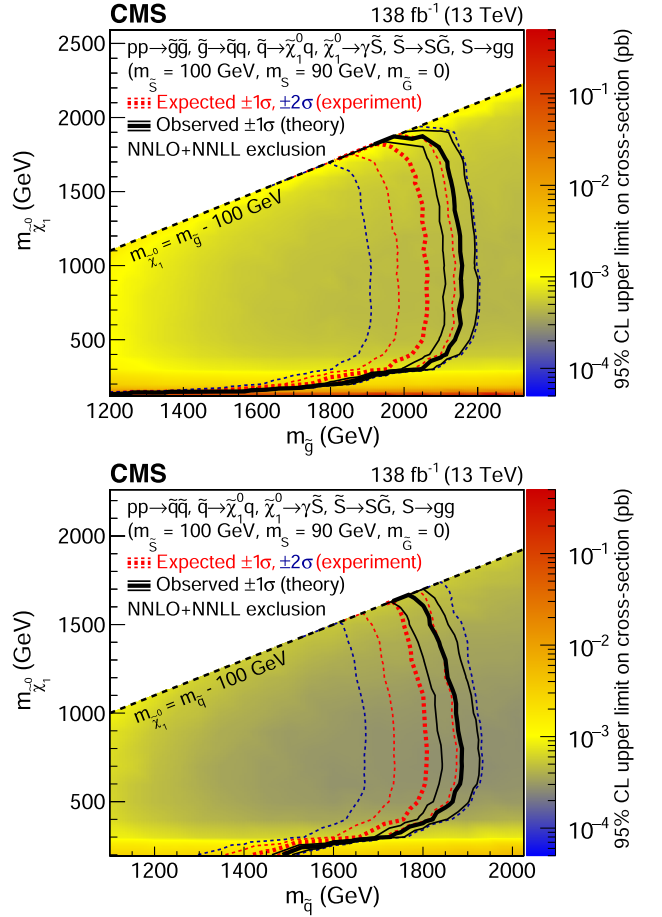 CMS 138 fb⁻¹ (13 TeV)
pp→g̃g̃, g̃→q̃q, q̃→χ̃⁰₁q, χ̃⁰₁→γS̃, S̃→SG̃, S→gg
(m_S̃ = 100 GeV, m_S = 90 GeV, m_G̃ = 0)
Expected ±1σ, ±2σ (experiment)
Observed ±1σ (theory)
NNLO+NNLL exclusion
m_χ̃⁰₁ = m_g̃ - 100 GeV
m_χ̃⁰₁ (GeV)
2500
2000
1500
1000
500
1200 1400 1600 1800 2000 2200
m_g̃ (GeV)
10⁻¹
10⁻²
10⁻³
10⁻⁴
95% CL upper limit on cross-section (pb)
CMS 138 fb⁻¹ (13 TeV)
pp→q̃q̃, q̃→χ̃⁰₁q, χ̃⁰₁→γS̃, S̃→SG̃, S→gg
(m_S̃ = 100 GeV, m_S = 90 GeV, m_G̃ = 0)
Expected ±1σ, ±2σ (experiment)
Observed ±1σ (theory)
NNLO+NNLL exclusion
m_χ̃⁰₁ = m_q̃ - 100 GeV
m_χ̃⁰₁ (GeV)
2000
1500
1000
500
1200 1400 1600 1800 2000
m_q̃ (GeV)
10⁻¹
10⁻²
10⁻³
10⁻⁴
95% CL upper limit on cross-section (pb)